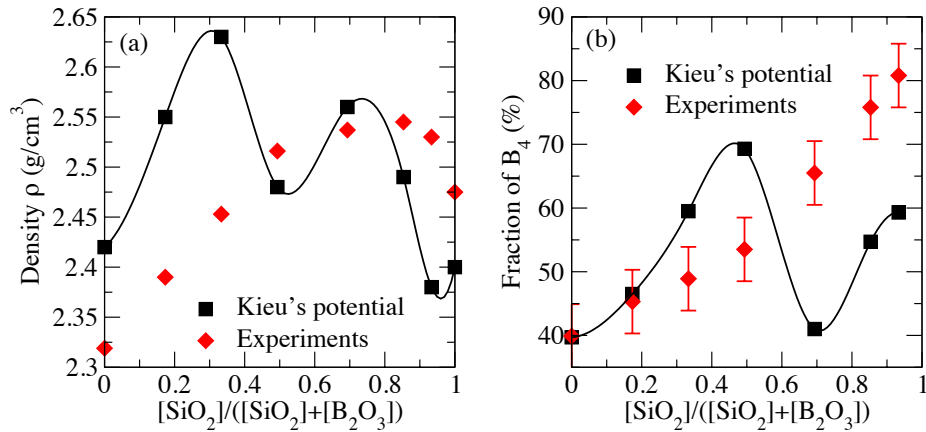 (a)
2.65
2.6
2.55
2.5
2.45
2.4
2.35
2.3
Density ρ (g/cm³)
Kieu's potential
Experiments
0
0.2
0.4
0.6
0.8
1
[SiO₂]/([SiO₂]+[B₂O₃])
(b)
90
80
70
60
50
40
Fraction of B₄ (%)
Kieu's potential
Experiments
0
0.2
0.4
0.6
0.8
1
[SiO₂]/([SiO₂]+[B₂O₃])